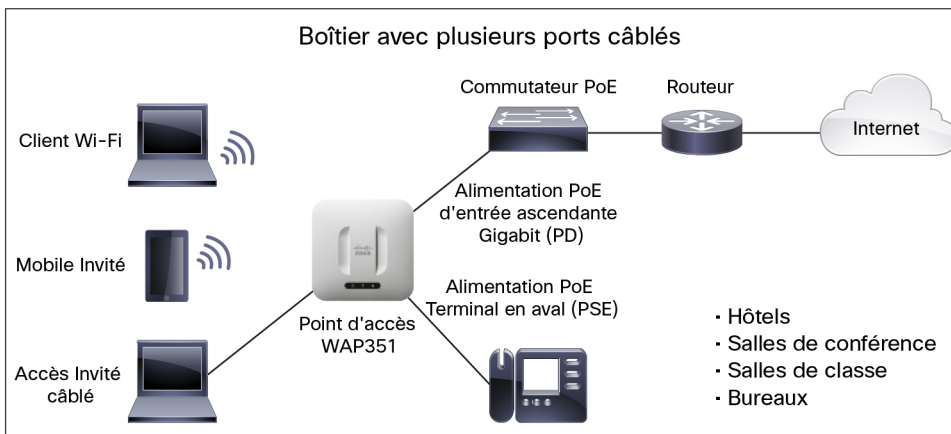 Boîtier avec plusieurs ports câblés
Commutateur PoE
Routeur
Client Wi-Fi
Internet
Alimentation PoE
d'entrée ascendante
Gigabit (PD)
Mobile Invité
Alimentation PoE
Terminal en aval (PSE)
Point d'accès
WAP351
Accès Invité
câblé
· Hôtels
· Salles de conférence
· Salles de classe
· Bureaux